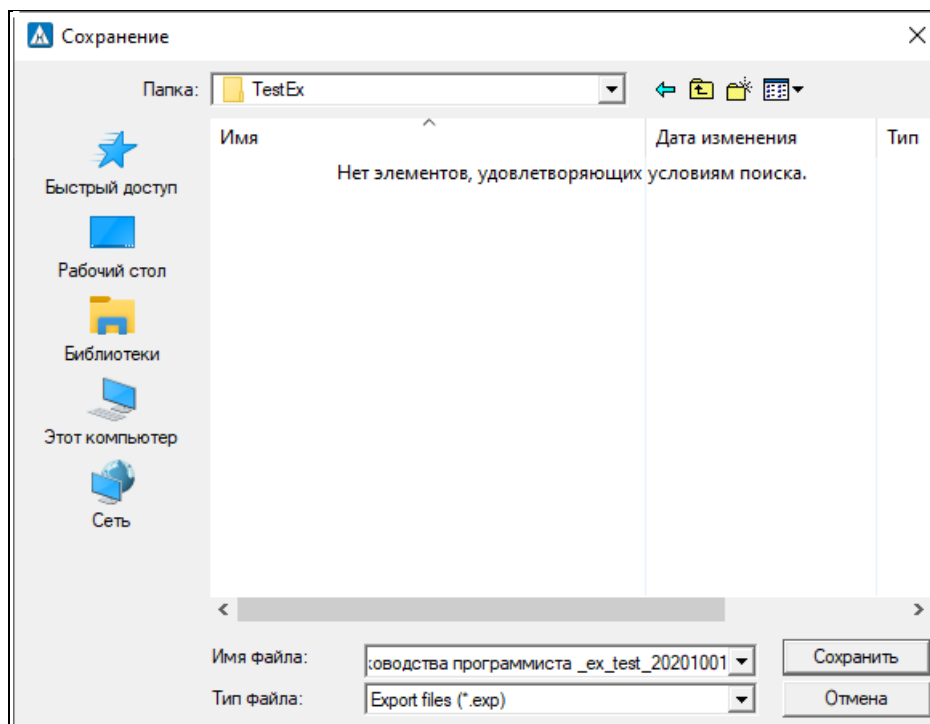 Сохранение
Папка: TestEx
Имя Дата изменения Тип
Нет элементов, удовлетворяющих условиям поиска.
Быстрый доступ
Рабочий стол
Библиотеки
Этот компьютер
Сеть
Имя файла: ководства программиста _ex_test_20201001 Сохранить
Тип файла: Export files (*.exp) Отмена